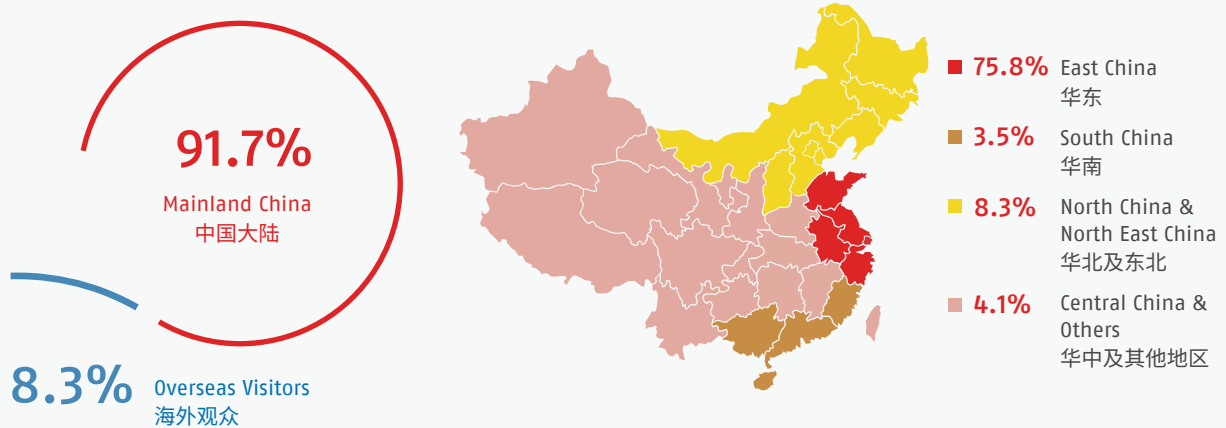 91.7%
Mainland China
中国大陆
8.3%
Overseas Visitors
海外观众
75.8%
East China
华东
3.5%
South China
华南
8.3%
North China &
North East China
华北及东北
4.1%
Central China &
Others
华中及其他地区